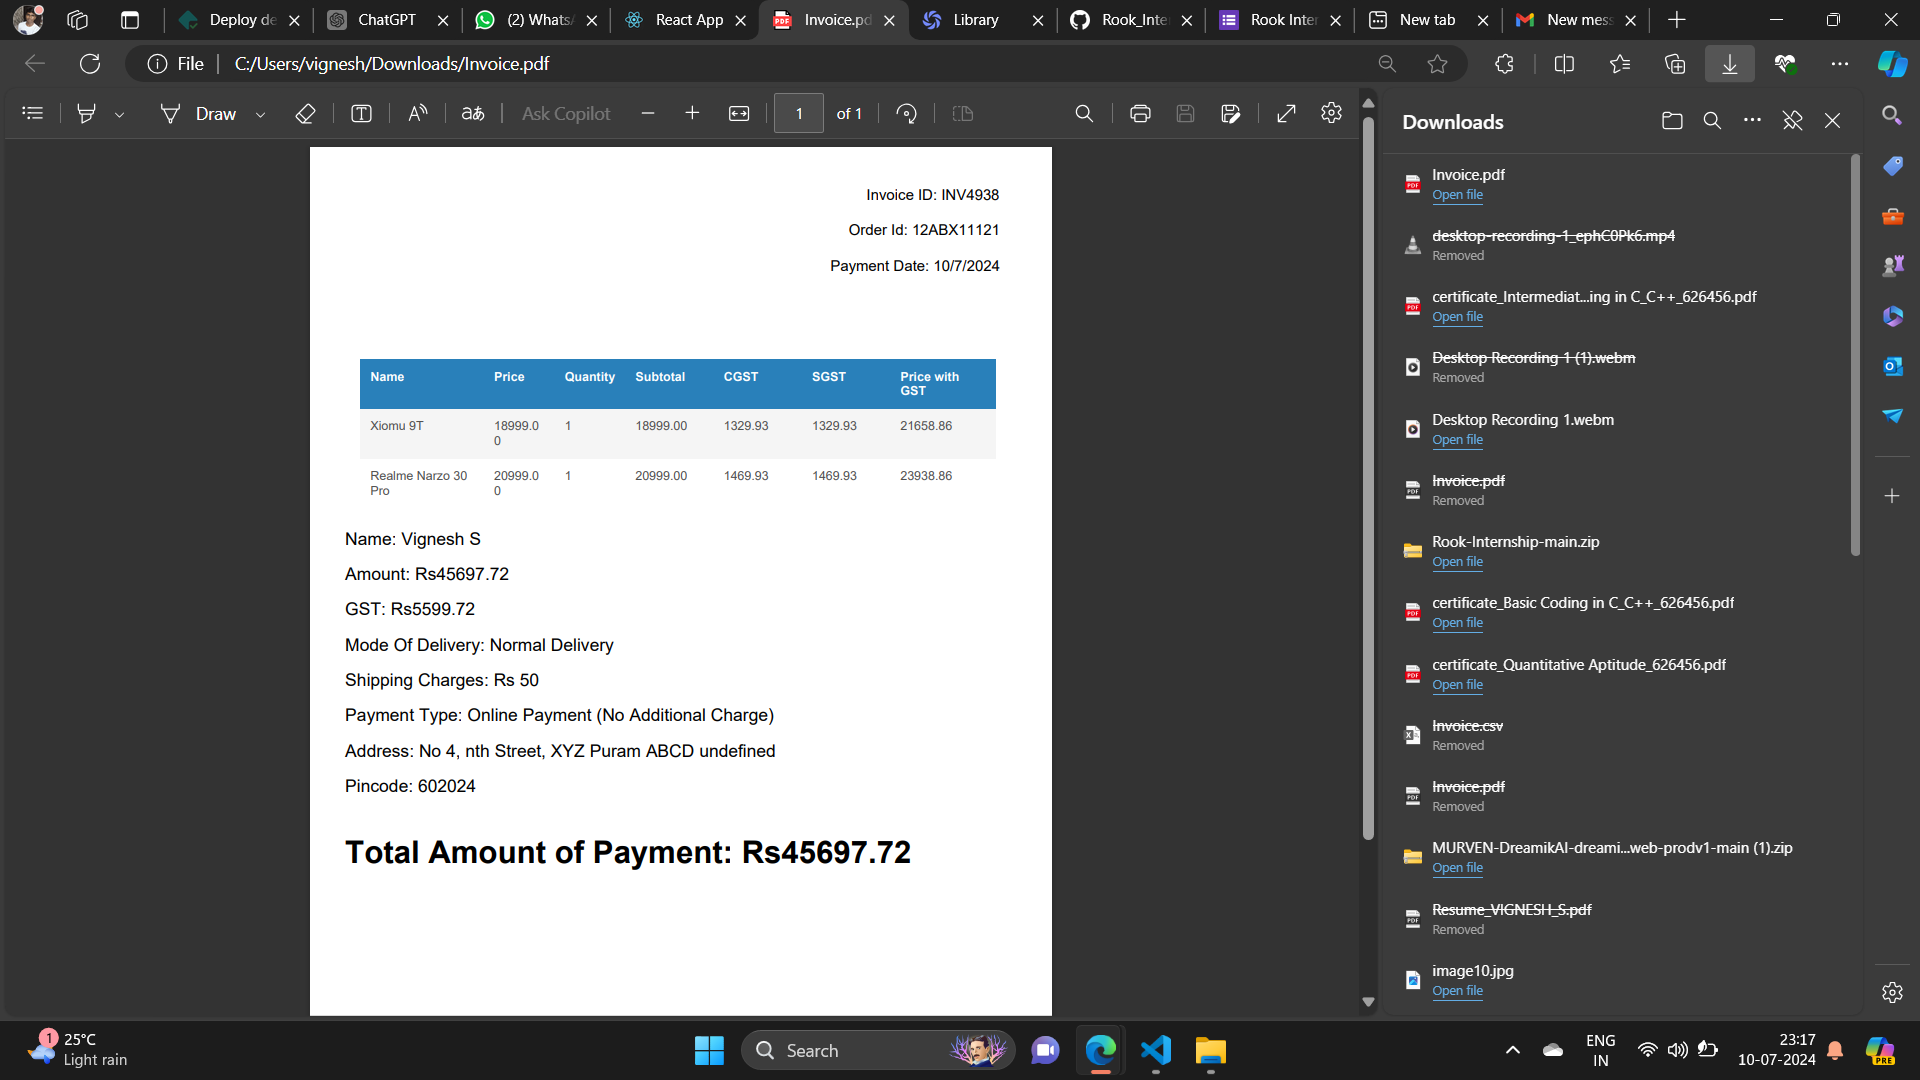 Deploy de
ChatGPT
(2) Whats
React App
Invoice.pd
Library
Rook_Inte
Rook Inter
New tab
New mess
File
C:/Users/vignesh/Downloads/Invoice.pdf
Draw
Ask Copilot
1
of 1
Invoice ID: INV4938
Order Id: 12ABX11121
Payment Date: 10/7/2024
Name Price Quantity Subtotal CGST SGST Price with
GST
Xiomu 9T 18999.0 1 18999.00 1329.93 1329.93 21658.86
0
Realme Narzo 30 20999.0 1 20999.00 1469.93 1469.93 23938.86
Pro 0
Name: Vignesh S
Amount: Rs45697.72
GST: Rs5599.72
Mode Of Delivery: Normal Delivery
Shipping Charges: Rs 50
Payment Type: Online Payment (No Additional Charge)
Address: No 4, nth Street, XYZ Puram ABCD undefined
Pincode: 602024
Total Amount of Payment: Rs45697.72
Downloads
Invoice.pdf
Open file
desktop-recording-1_ephC0Pk6.mp4
Removed
certificate_Intermediat...ing in C_C++_626456.pdf
Open file
Desktop Recording 1 (1).webm
Removed
Desktop Recording 1.webm
Open file
Invoice.pdf
Removed
Rook-Internship-main.zip
Open file
certificate_Basic Coding in C_C++_626456.pdf
Open file
certificate_Quantitative Aptitude_626456.pdf
Open file
Invoice.csv
Removed
Invoice.pdf
Removed
MURVEN-DreamikAI-dreami...web-prodv1-main (1).zip
Open file
Resume_VIGNESH_S.pdf
Removed
image10.jpg
Open file
1
25°C
Light rain
Search
ENG
IN
23:17
10-07-2024
PRE